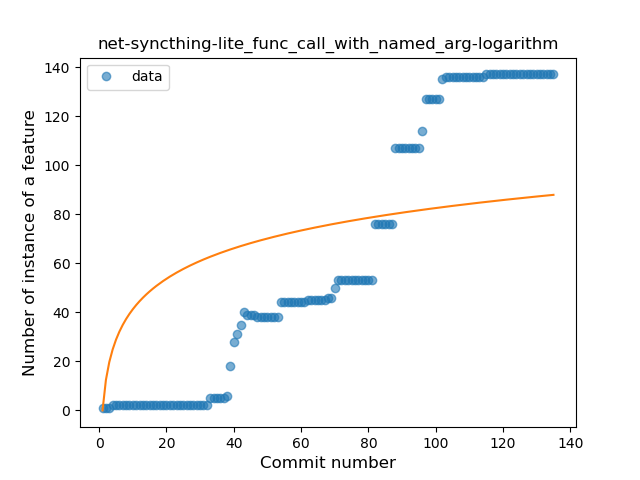 net-syncthing-lite_func_call_with_named_arg-logarithm
data
Number of instance of a feature
140
120
100
80
60
40
20
0
0 20 40 60 80 100 120 140
Commit number